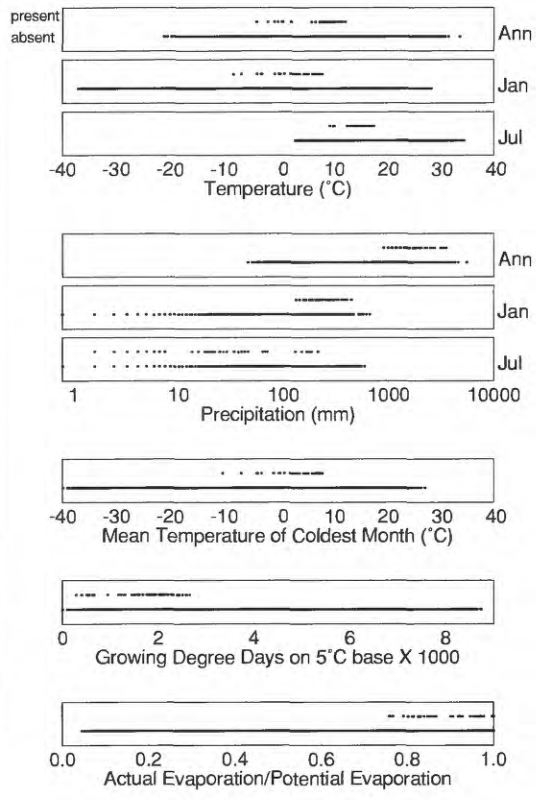 present
absent
Ann
Jan
Jul
-40 -30 -20 -10 0 10 20 30 40
Temperature (°C)
Ann
Jan
Jul
1 10 100 1000 10000
Precipitation (mm)
-40 -30 -20 -10 0 10 20 30 40
Mean Temperature of Coldest Month (°C)
0 2 4 6 8
Growing Degree Days on 5°C base X 1000
0.0 0.2 0.4 0.6 0.8 1.0
Actual Evaporation/Potential Evaporation